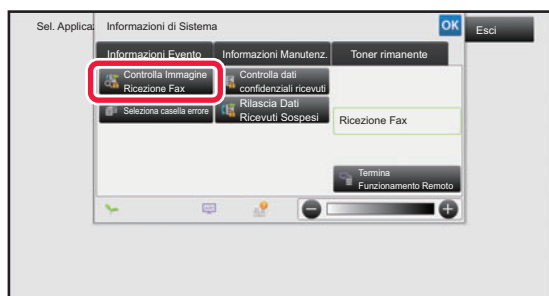 Sel. Applica
Informazioni di Sistema
OK
Esci
Informazioni Evento
Informazioni Manutenz.
Toner rimanente
Controlla Immagine
Ricezione Fax
Controlla dati
confidenziali ricevuti
Seleziona casella errore
Rilascia Dati
Ricevuti Sospesi
Ricezione Fax
Termina
Funzionamento Remoto